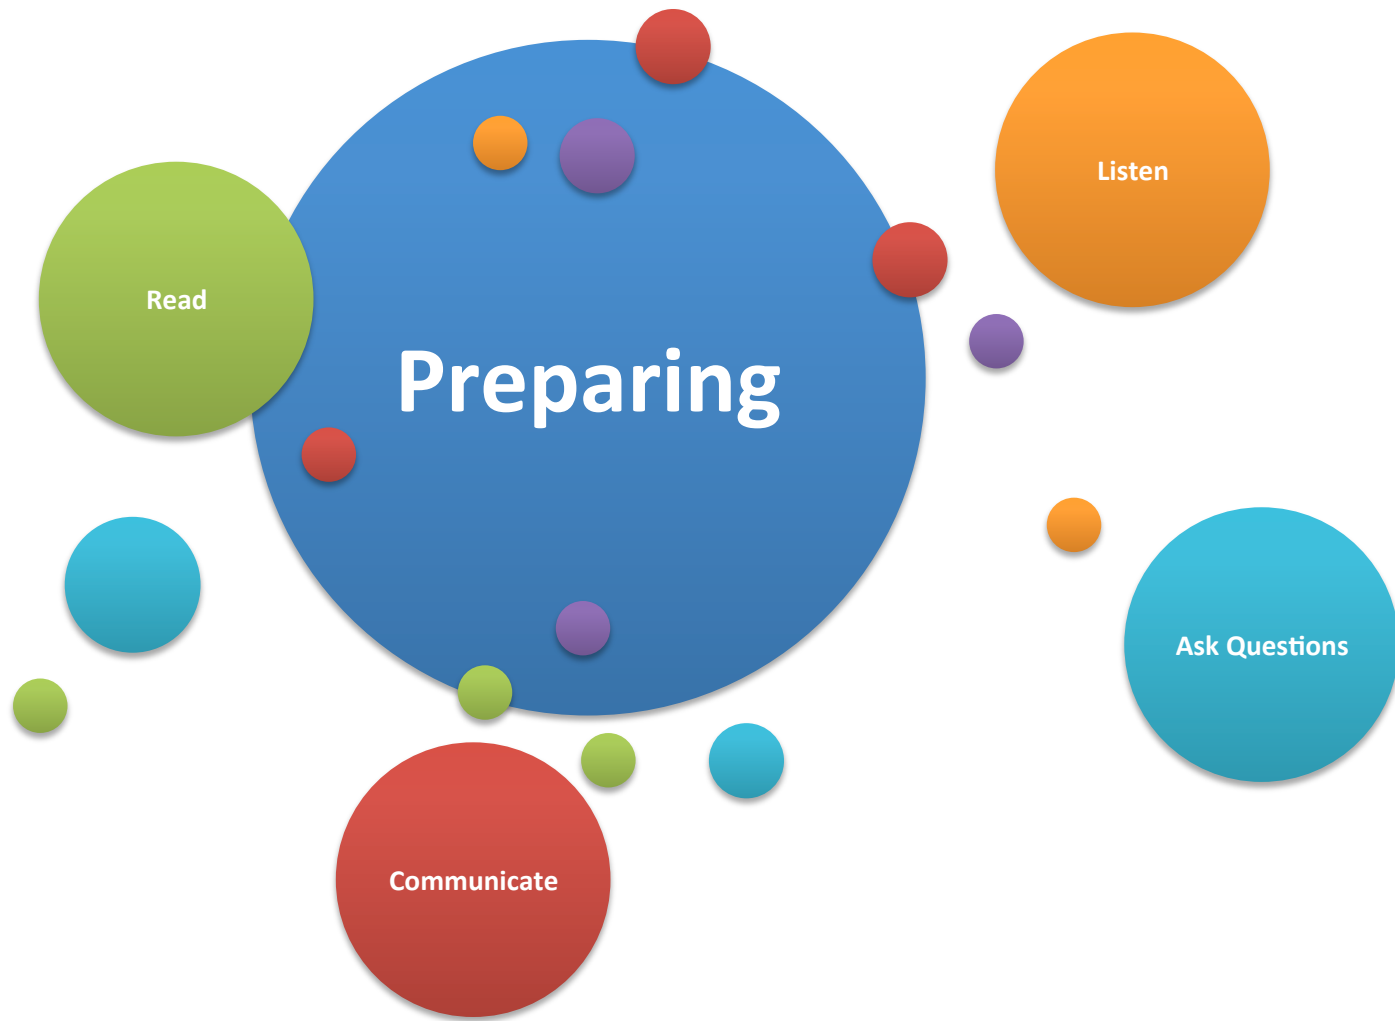 Listen
Read
Preparing
Ask Questions
Communicate